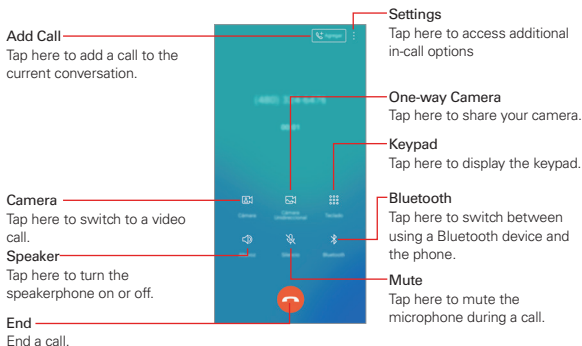 Add Call
Tap here to add a call to the
current conversation.
Settings
Tap here to access additional
in-call options
One-way Camera
Tap here to share your camera.
Keypad
Tap here to display the keypad.
Camera
Tap here to switch to a video
call.
Bluetooth
Tap here to switch between
using a Bluetooth device and
the phone.
Speaker
Tap here to turn the
speakerphone on or off.
Mute
Tap here to mute the
microphone during a call.
End
End a call.
Agregar
Cámara
Cámara
Unidireccional
Teclado
Bluetooth